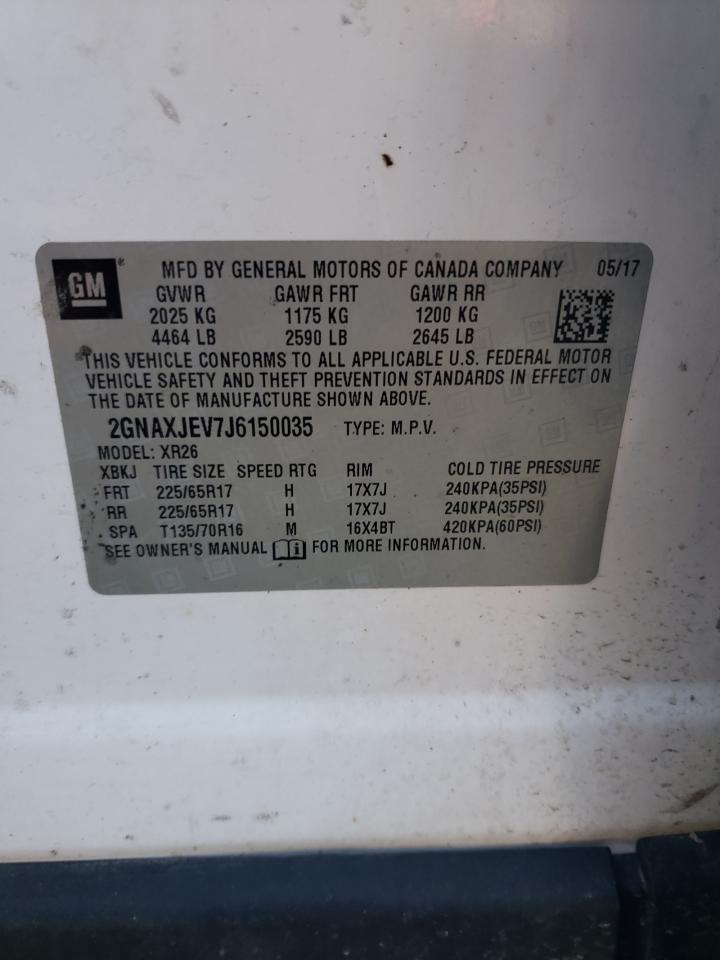 GM ® MFD BY GENERAL MOTORS OF CANADA COMPANY 05/17
GVWR GAWR FRT GAWR RR
2025 KG 1175 KG 1200 KG
4464 LB 2590 LB 2645 LB
THIS VEHICLE CONFORMS TO ALL APPLICABLE U.S. FEDERAL MOTOR
VEHICLE SAFETY AND THEFT PREVENTION STANDARDS IN EFFECT ON
THE DATE OF MANUFACTURE SHOWN ABOVE.
2GNAXJEV7J6150035 TYPE: M.P.V.
MODEL: XR26
XBKJ TIRE SIZE SPEED RTG RIM COLD TIRE PRESSURE
FRT 225/65R17 H 17X7J 240KPA(35PSI)
RR 225/65R17 H 17X7J 240KPA(35PSI)
SPA T135/70R16 M 16X4BT 420KPA(60PSI)
SEE OWNER'S MANUAL FOR MORE INFORMATION.